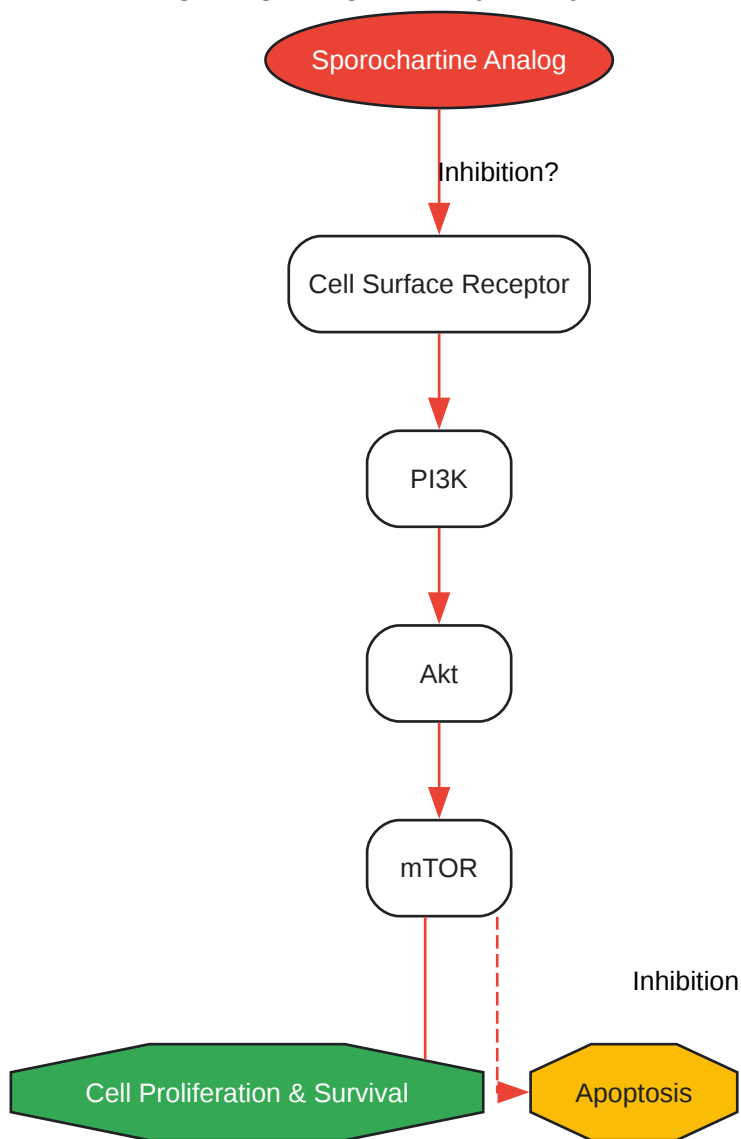 Sporochartine Analog
Inhibition?
Cell Surface Receptor
PI3K
Akt
mTOR
Inhibition
Cell Proliferation & Survival
Apoptosis